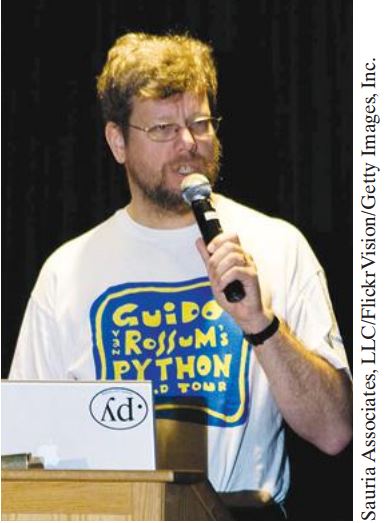 GUIDO
VAN
ROSSUM'S
PYTHON
D TOUR
.py
Sauria Associates, LLC/FlickrVision/Getty Images, Inc.